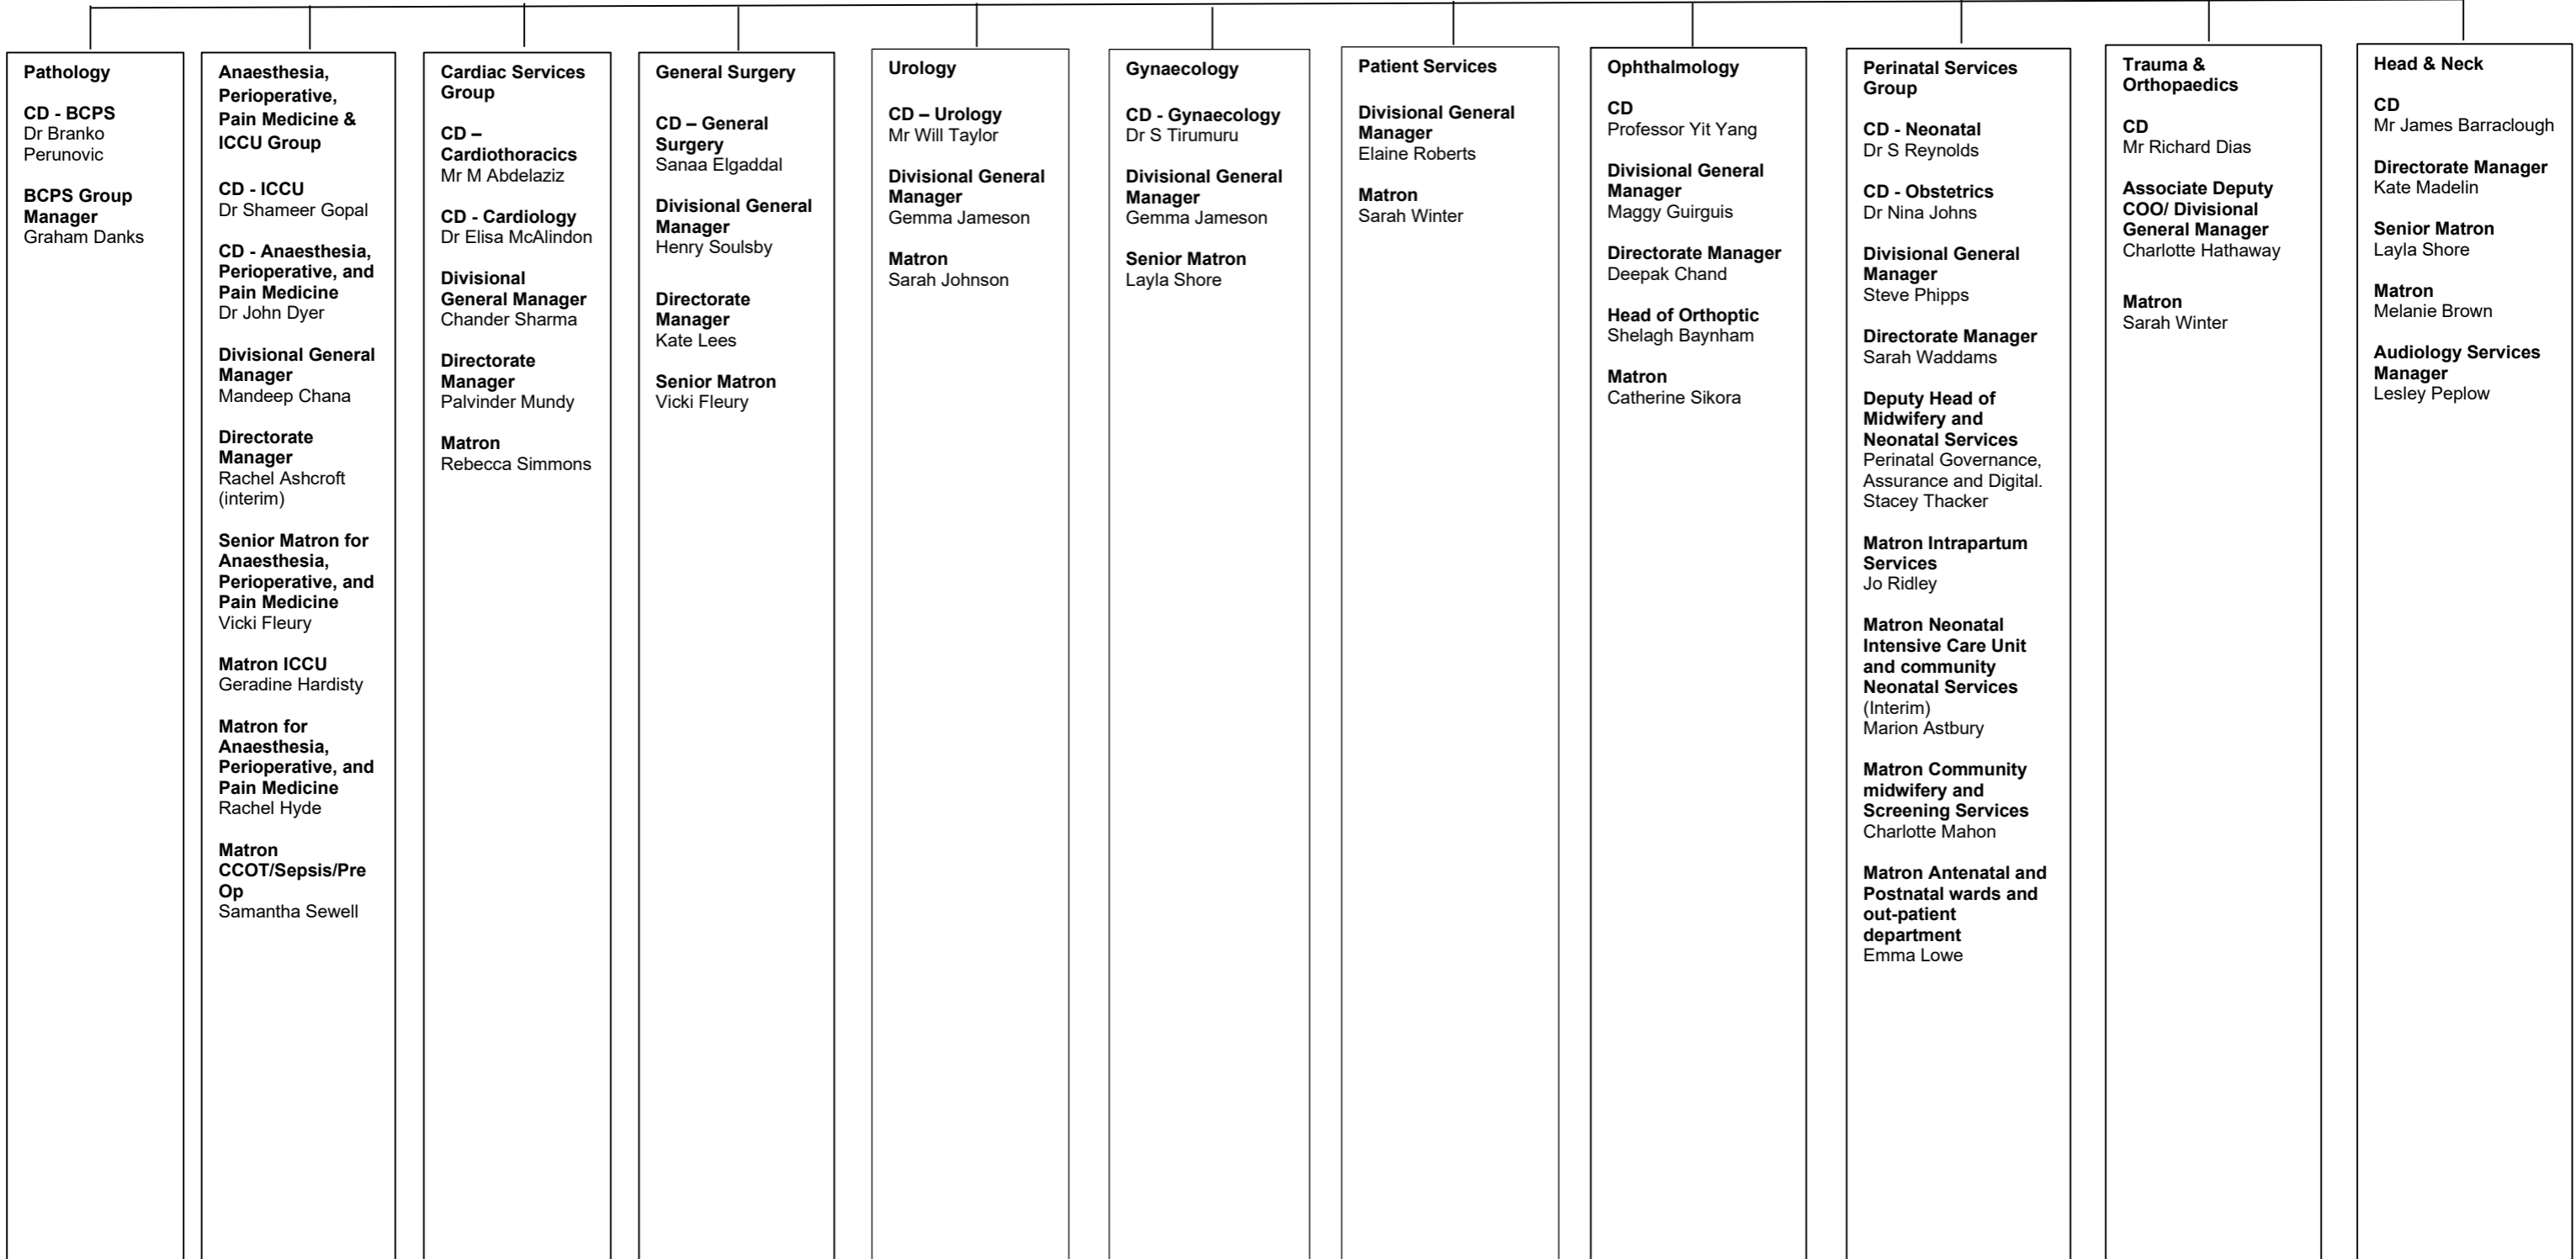 Pathology
CD - BCPS
Dr Branko
Perunovic
BCPS Group
Manager
Graham Danks
Anaesthesia,
Perioperative,
Pain Medicine &
ICCU Group
CD - ICCU
Dr Shameer Gopal
CD - Anaesthesia,
Perioperative, and
Pain Medicine
Dr John Dyer
Divisional General
Manager
Mandeep Chana
Directorate
Manager
Rachel Ashcroft
(interim)
Senior Matron for
Anaesthesia,
Perioperative, and
Pain Medicine
Vicki Fleury
Matron ICCU
Geradine Hardisty
Matron for
Anaesthesia,
Perioperative, and
Pain Medicine
Rachel Hyde
Matron
CCOT/Sepsis/Pre
Op
Samantha Sewell
Cardiac Services
Group
CD –
Cardiothoracics
Mr M Abdelaziz
CD - Cardiology
Dr Elisa McAlindon
Divisional
General Manager
Chander Sharma
Directorate
Manager
Palvinder Mundy
Matron
Rebecca Simmons
General Surgery
CD – General
Surgery
Sanaa Elgaddal
Divisional General
Manager
Henry Soulsby
Directorate
Manager
Kate Lees
Senior Matron
Vicki Fleury
Urology
CD – Urology
Mr Will Taylor
Divisional General
Manager
Gemma Jameson
Matron
Sarah Johnson
Gynaecology
CD - Gynaecology
Dr S Tirumuru
Divisional General
Manager
Gemma Jameson
Senior Matron
Layla Shore
Patient Services
Divisional General
Manager
Elaine Roberts
Matron
Sarah Winter
Ophthalmology
CD
Professor Yit Yang
Divisional General
Manager
Maggy Guirguis
Directorate Manager
Deepak Chand
Head of Orthoptic
Shelagh Baynham
Matron
Catherine Sikora
Perinatal Services
Group
CD - Neonatal
Dr S Reynolds
CD - Obstetrics
Dr Nina Johns
Divisional General
Manager
Steve Phipps
Directorate Manager
Sarah Waddams
Deputy Head of
Midwifery and
Neonatal Services
Perinatal Governance,
Assurance and Digital.
Stacey Thacker
Matron Intrapartum
Services
Jo Ridley
Matron Neonatal
Intensive Care Unit
and community
Neonatal Services
(Interim)
Marion Astbury
Matron Community
midwifery and
Screening Services
Charlotte Mahon
Matron Antenatal and
Postnatal wards and
out-patient
department
Emma Lowe
Trauma &
Orthopaedics
CD
Mr Richard Dias
Associate Deputy
COO/ Divisional
General Manager
Charlotte Hathaway
Matron
Sarah Winter
Head & Neck
CD
Mr James Barraclough
Directorate Manager
Kate Madelin
Senior Matron
Layla Shore
Matron
Melanie Brown
Audiology Services
Manager
Lesley Peplow